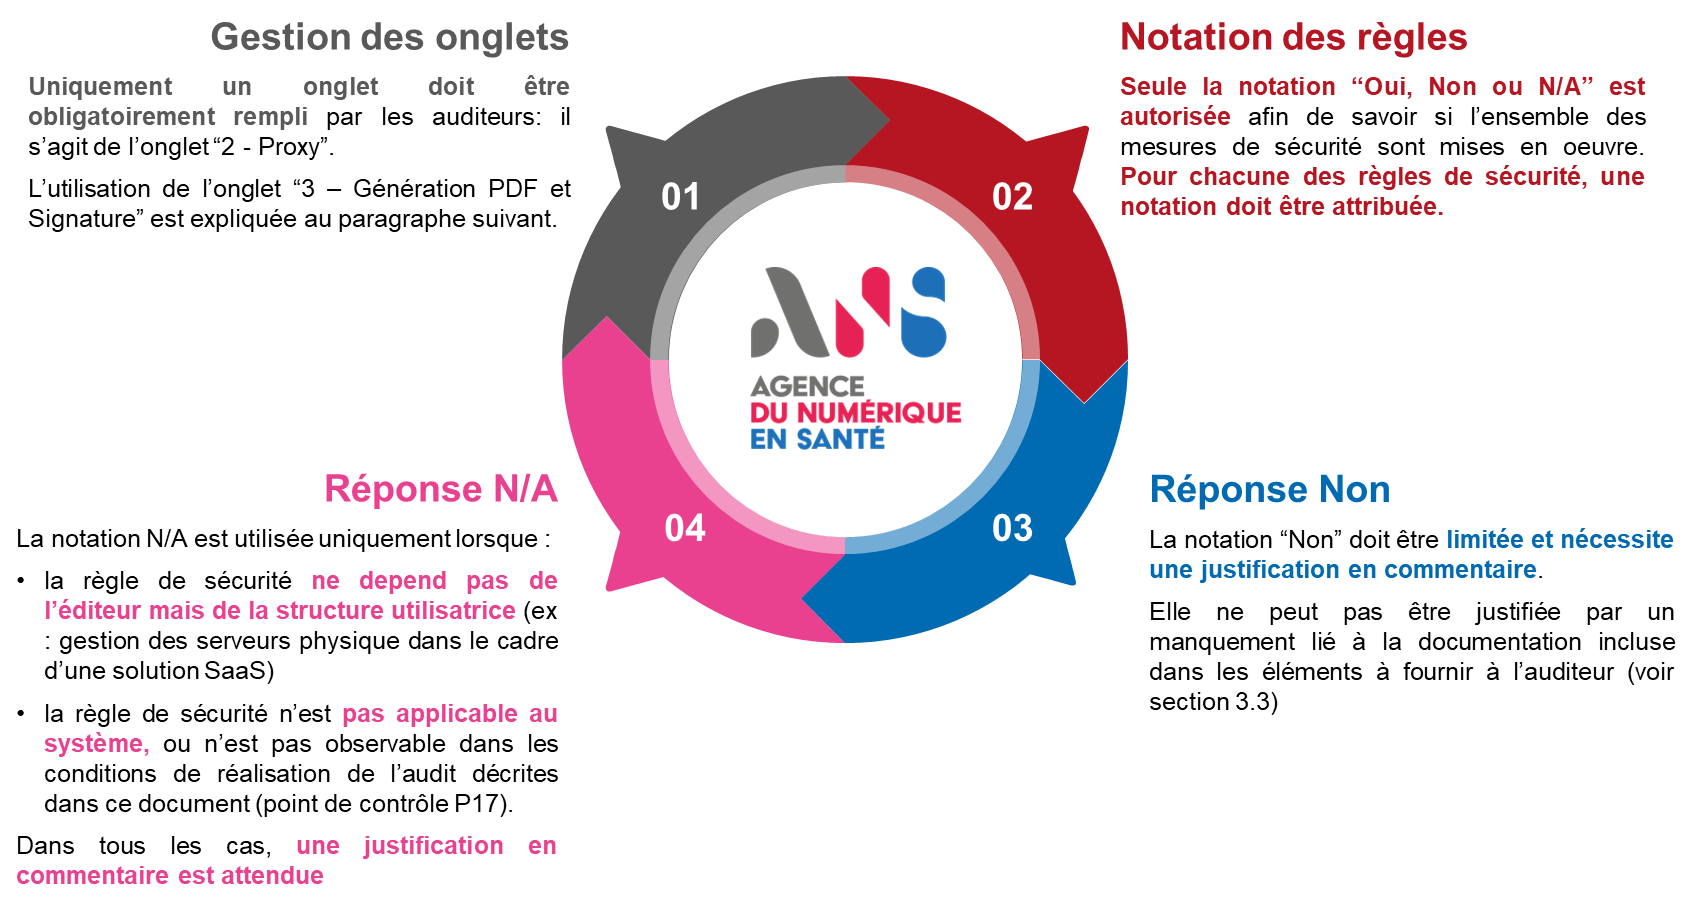 Gestion des onglets
Uniquement un onglet doit être
obligatoirement rempli par les auditeurs: il
s’agit de l’onglet “2 - Proxy”.
L’utilisation de l’onglet “3 – Génération PDF et
Signature” est expliquée au paragraphe suivant.
Notation des règles
Seule la notation “Oui, Non ou N/A” est
autorisée afin de savoir si l’ensemble des
mesures de sécurité sont mises en oeuvre.
Pour chacune des règles de sécurité, une
notation doit être attribuée.
01
02
ANS
AGENCE
DU NUMÉRIQUE
EN SANTÉ
04
03
Réponse N/A
La notation N/A est utilisée uniquement lorsque :
• la règle de sécurité ne depend pas de
l’éditeur mais de la structure utilisatrice (ex
: gestion des serveurs physique dans le cadre
d’une solution SaaS)
• la règle de sécurité n’est pas applicable au
système, ou n’est pas observable dans les
conditions de réalisation de l’audit décrites
dans ce document (point de contrôle P17).
Dans tous les cas, une justification en
commentaire est attendue
Réponse Non
La notation “Non” doit être limitée et nécessite
une justification en commentaire.
Elle ne peut pas être justifiée par un
manquement lié à la documentation incluse
dans les éléments à fournir à l’auditeur (voir
section 3.3)